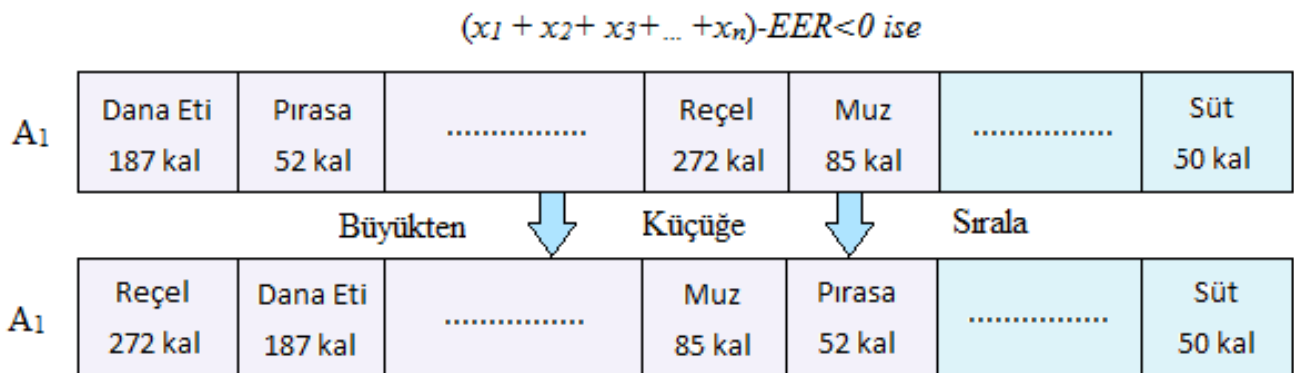 (x1 + x2+ x3+... +xn)-EER<0 ise
A1
Dana Eti
187 kal
Pırasa
52 kal
................
Reçel
272 kal
Muz
85 kal
................
Süt
50 kal
Büyükten Küçüğe Sırala
A1
Reçel
272 kal
Dana Eti
187 kal
................
Muz
85 kal
Pırasa
52 kal
................
Süt
50 kal